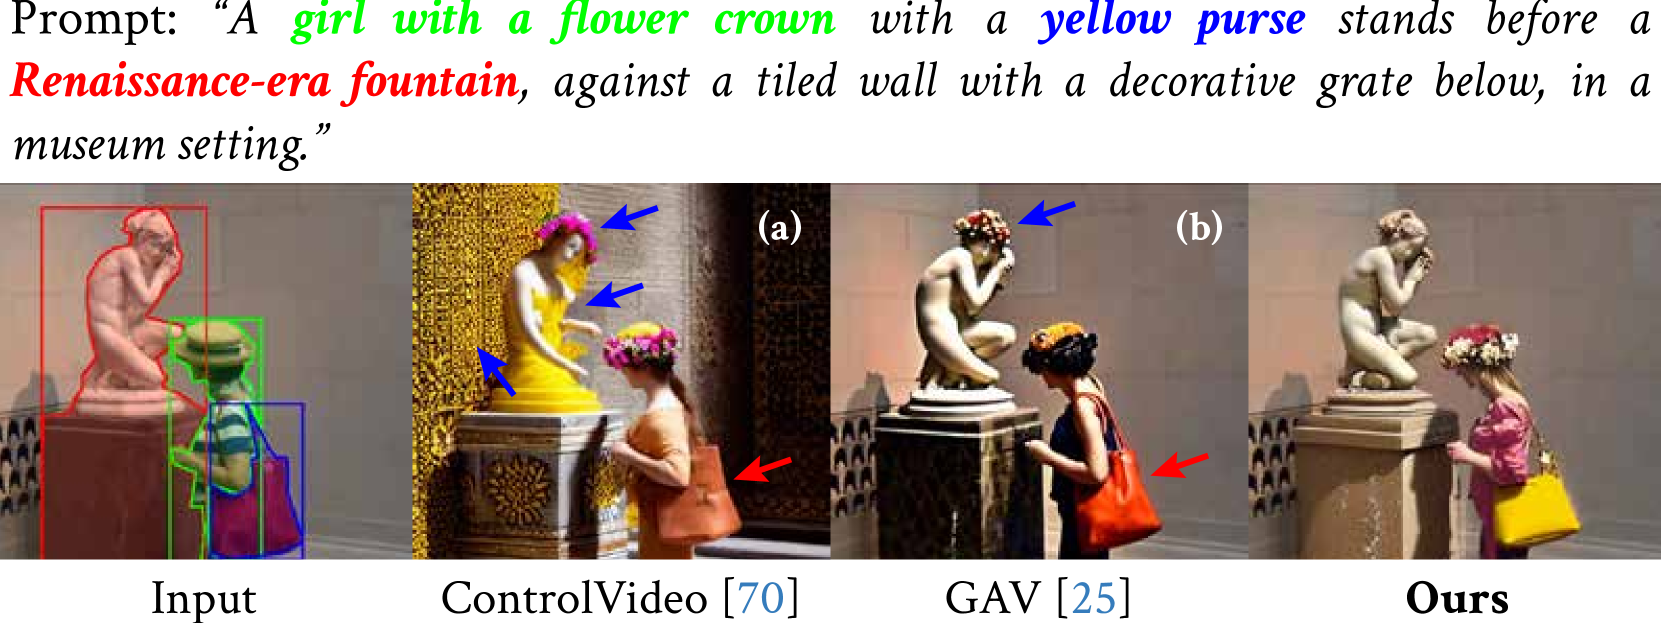 Prompt: “A girl with a flower crown with a yellow purse stands before a
Renaissance-era fountain, against a tiled wall with a decorative grate below, in a
museum setting.”
(a)
(b)
Input
ControlVideo [70]
GAV [25]
Ours